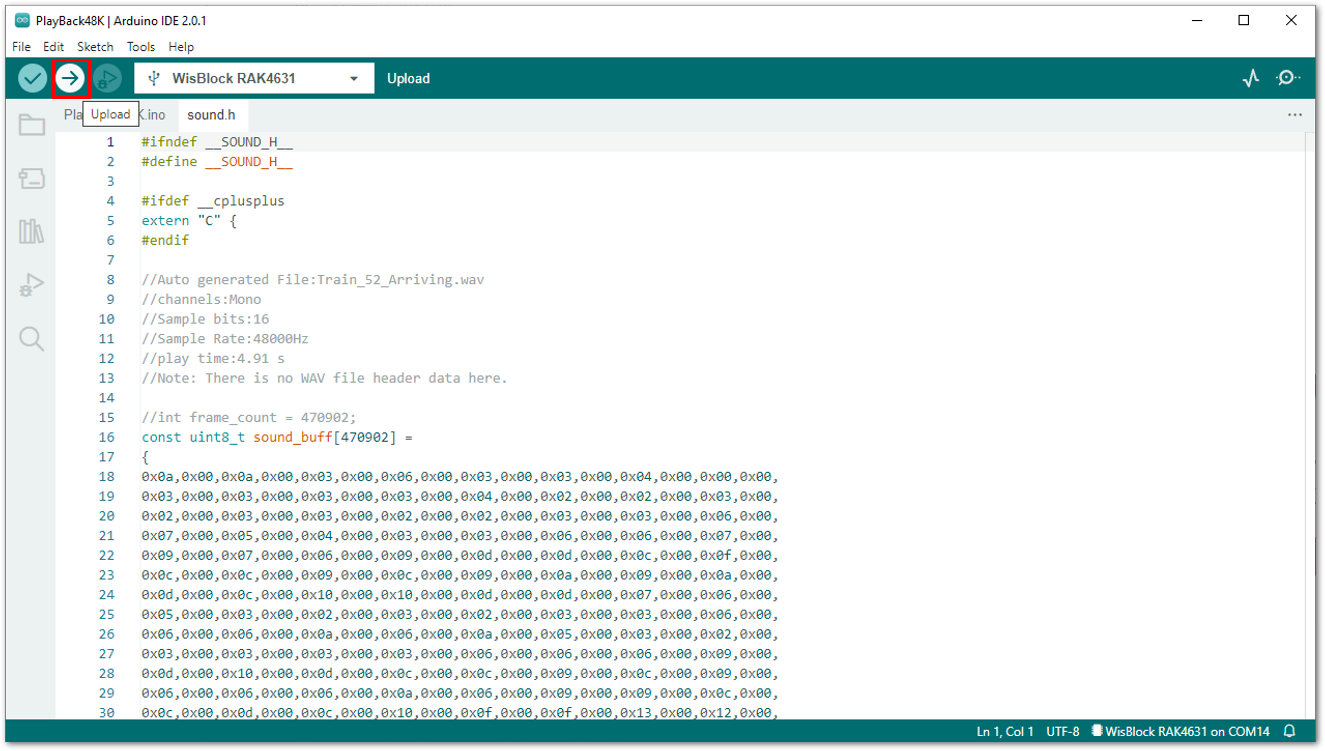 PlayBack48K | Arduino IDE 2.0.1
File Edit Sketch Tools Help
WisBlock RAK4631 Upload
Pla Upload K.ino sound.h ...
1 #ifndef __SOUND_H__
2 #define __SOUND_H__
3
4 #ifdef __cplusplus
5 extern "C" {
6 #endif
7
8 //Auto generated File:Train_52_Arriving.wav
9 //channels:Mono
10 //Sample bits:16
11 //Sample Rate:48000Hz
12 //play time:4.91 s
13 //Note: There is no WAV file header data here.
14
15 //int frame_count = 470902;
16 const uint8_t sound_buff[470902] =
17 {
18 0x0a,0x00,0x0a,0x00,0x03,0x00,0x06,0x00,0x03,0x00,0x03,0x00,0x04,0x00,0x00,0x00,
19 0x03,0x00,0x03,0x00,0x03,0x00,0x03,0x00,0x04,0x00,0x02,0x00,0x02,0x00,0x03,0x00,
20 0x02,0x00,0x03,0x00,0x03,0x00,0x02,0x00,0x02,0x00,0x03,0x00,0x03,0x00,0x06,0x00,
21 0x07,0x00,0x05,0x00,0x04,0x00,0x03,0x00,0x03,0x00,0x06,0x00,0x06,0x00,0x07,0x00,
22 0x09,0x00,0x07,0x00,0x06,0x00,0x09,0x00,0x0d,0x00,0x0d,0x00,0x0c,0x00,0x0f,0x00,
23 0x0c,0x00,0x0c,0x00,0x09,0x00,0x0c,0x00,0x09,0x00,0x0a,0x00,0x09,0x00,0x0a,0x00,
24 0x0d,0x00,0x0c,0x00,0x10,0x00,0x10,0x00,0x0d,0x00,0x0d,0x00,0x07,0x00,0x06,0x00,
25 0x05,0x00,0x03,0x00,0x02,0x00,0x03,0x00,0x02,0x00,0x03,0x00,0x03,0x00,0x06,0x00,
26 0x06,0x00,0x06,0x00,0x0a,0x00,0x06,0x00,0x0a,0x00,0x05,0x00,0x03,0x00,0x02,0x00,
27 0x03,0x00,0x03,0x00,0x03,0x00,0x03,0x00,0x06,0x00,0x06,0x00,0x06,0x00,0x09,0x00,
28 0x0d,0x00,0x10,0x00,0x0d,0x00,0x0c,0x00,0x0c,0x00,0x09,0x00,0x0c,0x00,0x09,0x00,
29 0x06,0x00,0x06,0x00,0x06,0x00,0x0a,0x00,0x06,0x00,0x09,0x00,0x09,0x00,0x0c,0x00,
30 0x0c,0x00,0x0d,0x00,0x0c,0x00,0x10,0x00,0x0f,0x00,0x0f,0x00,0x13,0x00,0x12,0x00,
Ln 1, Col 1 UTF-8 WisBlock RAK4631 on COM14